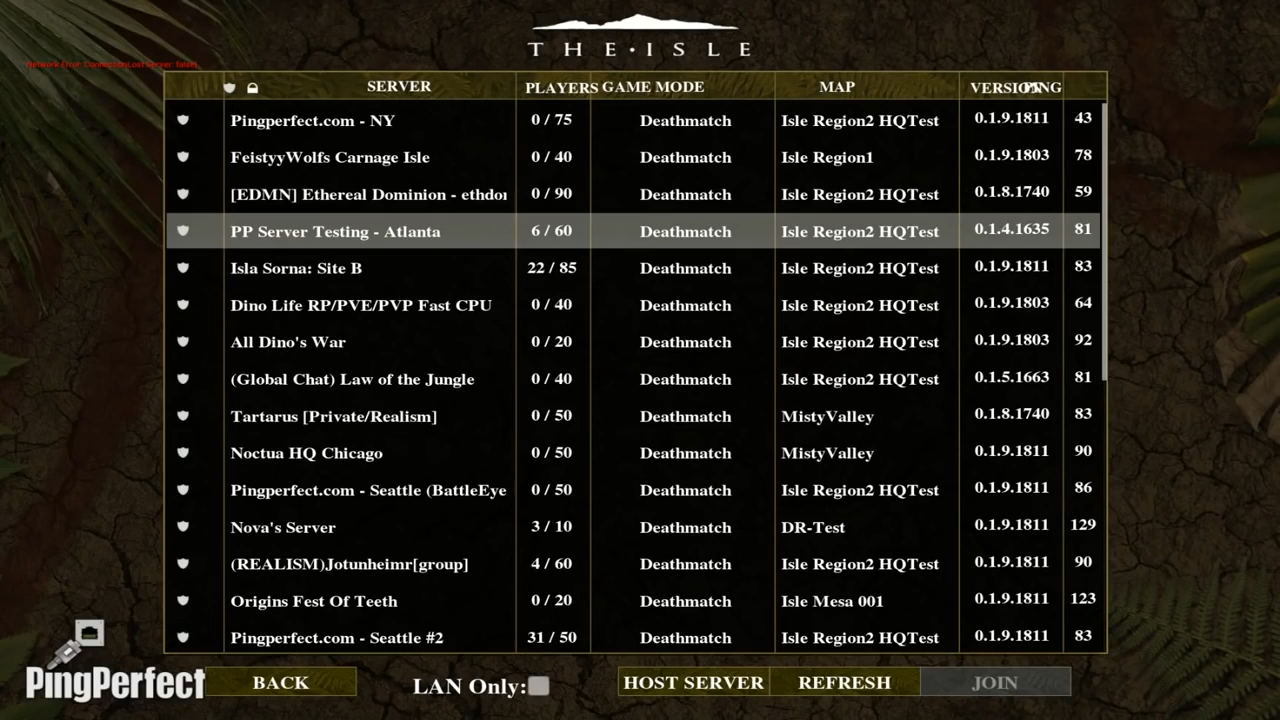 THE·ISLE
Network Error: ConnectionLost Server: false)
SERVER PLAYERS GAME MODE MAP VERSION PING
Pingperfect.com - NY 0 / 75 Deathmatch Isle Region2 HQTest 0.1.9.1811 43
FeistyyWolfs Carnage Isle 0 / 40 Deathmatch Isle Region1 0.1.9.1803 78
[EDMN] Ethereal Dominion - ethdor 0 / 90 Deathmatch Isle Region2 HQTest 0.1.8.1740 59
PP Server Testing - Atlanta 6 / 60 Deathmatch Isle Region2 HQTest 0.1.4.1635 81
Isla Sorna: Site B 22 / 85 Deathmatch Isle Region2 HQTest 0.1.9.1811 83
Dino Life RP/PVE/PVP Fast CPU 0 / 40 Deathmatch Isle Region2 HQTest 0.1.9.1803 64
All Dino's War 0 / 20 Deathmatch Isle Region2 HQTest 0.1.9.1803 92
(Global Chat) Law of the Jungle 0 / 40 Deathmatch Isle Region2 HQTest 0.1.5.1663 81
Tartarus [Private/Realism] 0 / 50 Deathmatch MistyValley 0.1.8.1740 83
Noctua HQ Chicago 0 / 50 Deathmatch MistyValley 0.1.9.1811 90
Pingperfect.com - Seattle (BattleEye 0 / 50 Deathmatch Isle Region2 HQTest 0.1.9.1811 86
Nova's Server 3 / 10 Deathmatch DR-Test 0.1.9.1811 129
(REALISM)Jotunheimr[group] 4 / 60 Deathmatch Isle Region2 HQTest 0.1.9.1811 90
Origins Fest Of Teeth 0 / 20 Deathmatch Isle Mesa 001 0.1.9.1811 123
Pingperfect.com - Seattle #2 31 / 50 Deathmatch Isle Region2 HQTest 0.1.9.1811 83
PingPerfect BACK LAN Only: HOST SERVER REFRESH JOIN